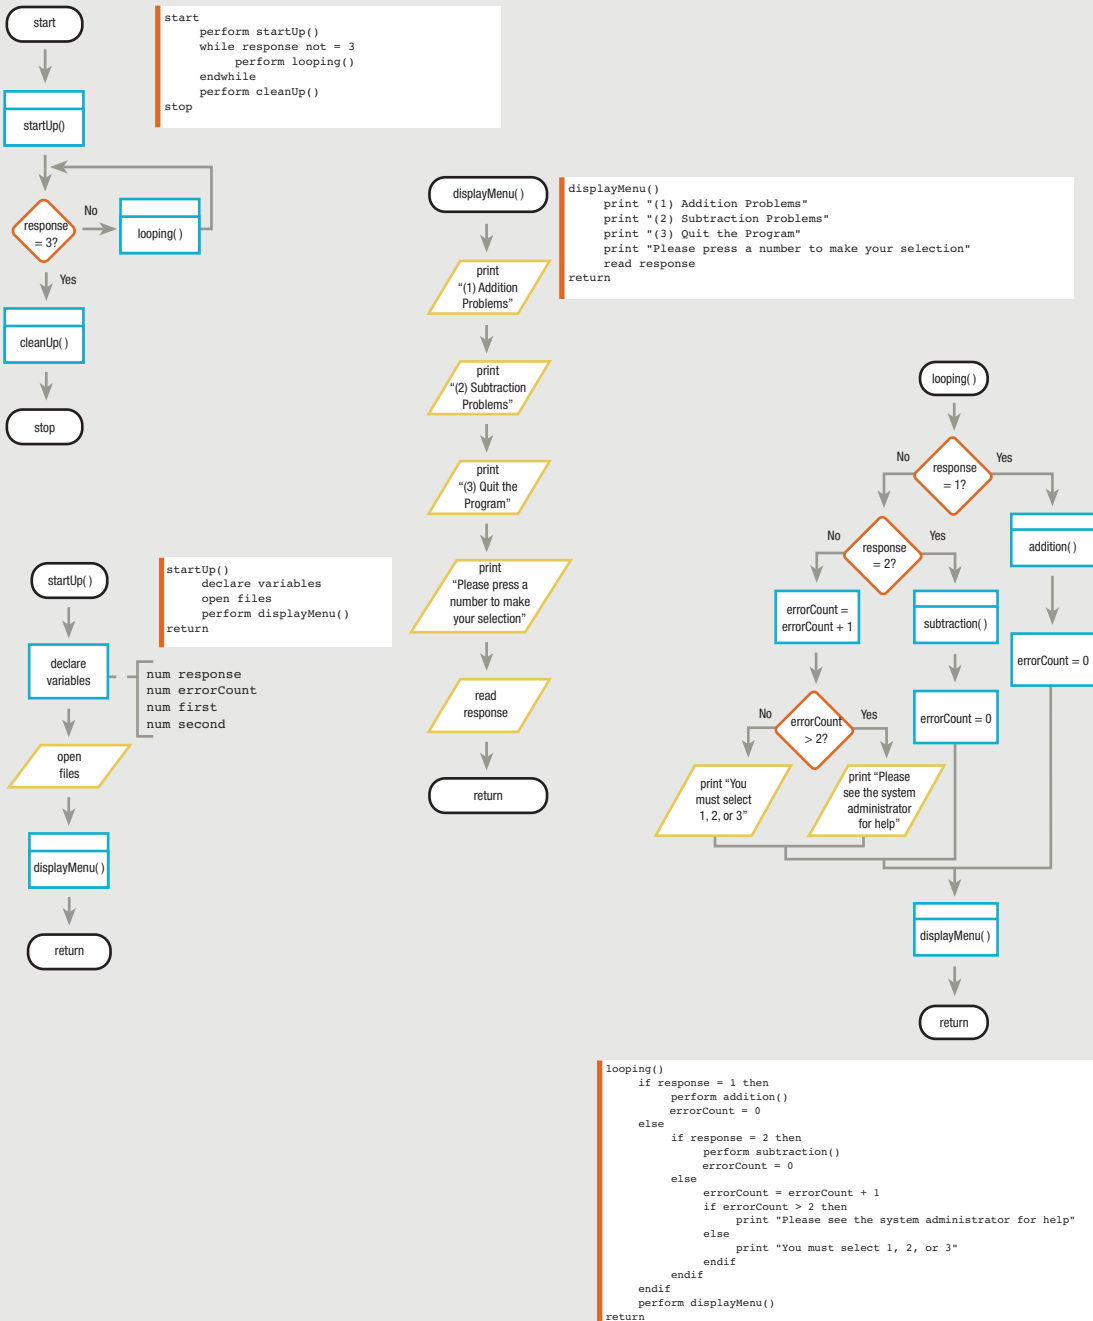 start
startUp()
response
= 3?
No
looping( )
Yes
cleanUp( )
stop
start
perform startUp()
while response not = 3
perform looping()
endwhile
perform cleanUp()
stop
displayMenu( )
print
“(1) Addition
Problems”
print
“(2) Subtraction
Problems”
print
“(3) Quit the
Program”
print
“Please press a
number to make
your selection”
read
response
return
displayMenu()
print "(1) Addition Problems"
print "(2) Subtraction Problems"
print "(3) Quit the Program"
print "Please press a number to make your selection"
read response
return
startUp( )
declare
variables
num response
num errorCount
num first
num second
open
files
displayMenu( )
return
startUp()
declare variables
open files
perform displayMenu()
return
looping( )
response
= 1?
No
Yes
response
= 2?
No
Yes
addition( )
errorCount = 0
errorCount =
errorCount + 1
subtraction( )
errorCount = 0
errorCount
> 2?
No
Yes
print “You
must select
1, 2, or 3”
print “Please
see the system
administrator
for help”
displayMenu( )
return
looping()
if response = 1 then
perform addition()
errorCount = 0
else
if response = 2 then
perform subtraction()
errorCount = 0
else
errorCount = errorCount + 1
if errorCount > 2 then
print "Please see the system administrator for help"
else
print "You must select 1, 2, or 3"
endif
endif
endif
perform displayMenu()
return